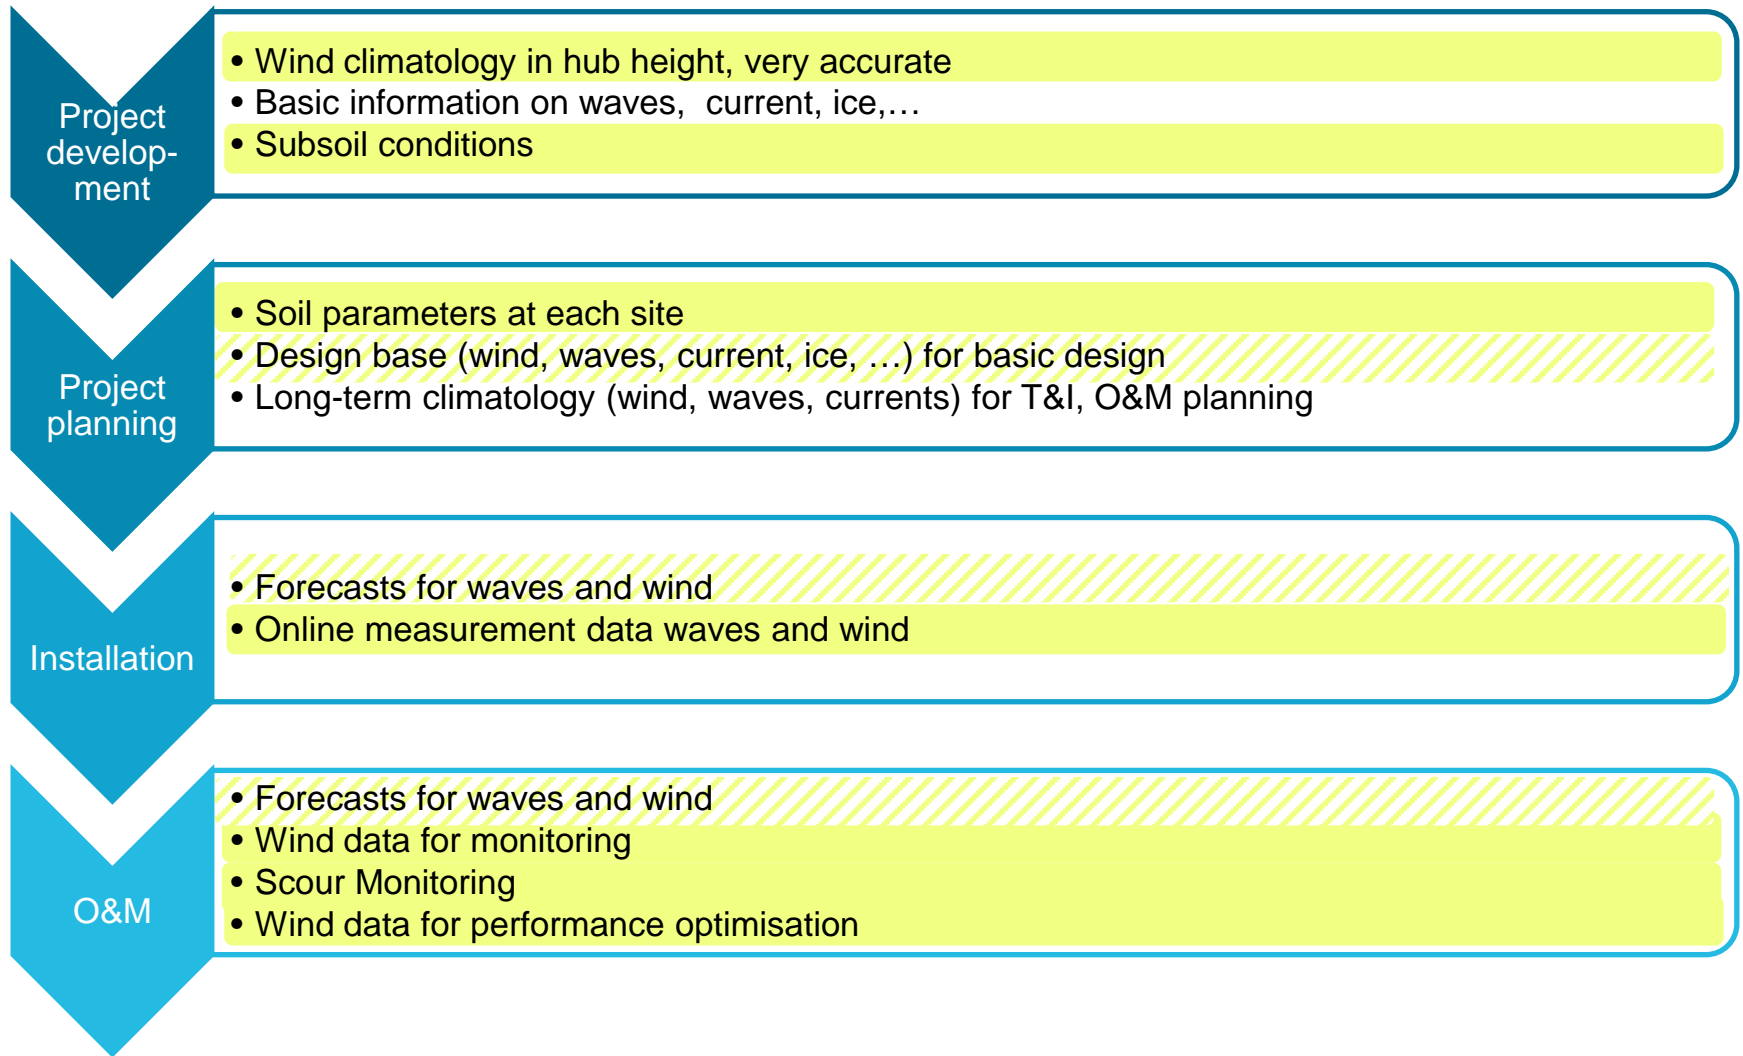 Project
develop-
ment
• Wind climatology in hub height, very accurate
• Basic information on waves,  current, ice,…
• Subsoil conditions
Project
planning
• Soil parameters at each site
• Design base (wind, waves, current, ice, …) for basic design
• Long-term climatology (wind, waves, currents) for T&I, O&M planning
Installation
• Forecasts for waves and wind
• Online measurement data waves and wind
O&M
• Forecasts for waves and wind
• Wind data for monitoring
• Scour Monitoring
• Wind data for performance optimisation